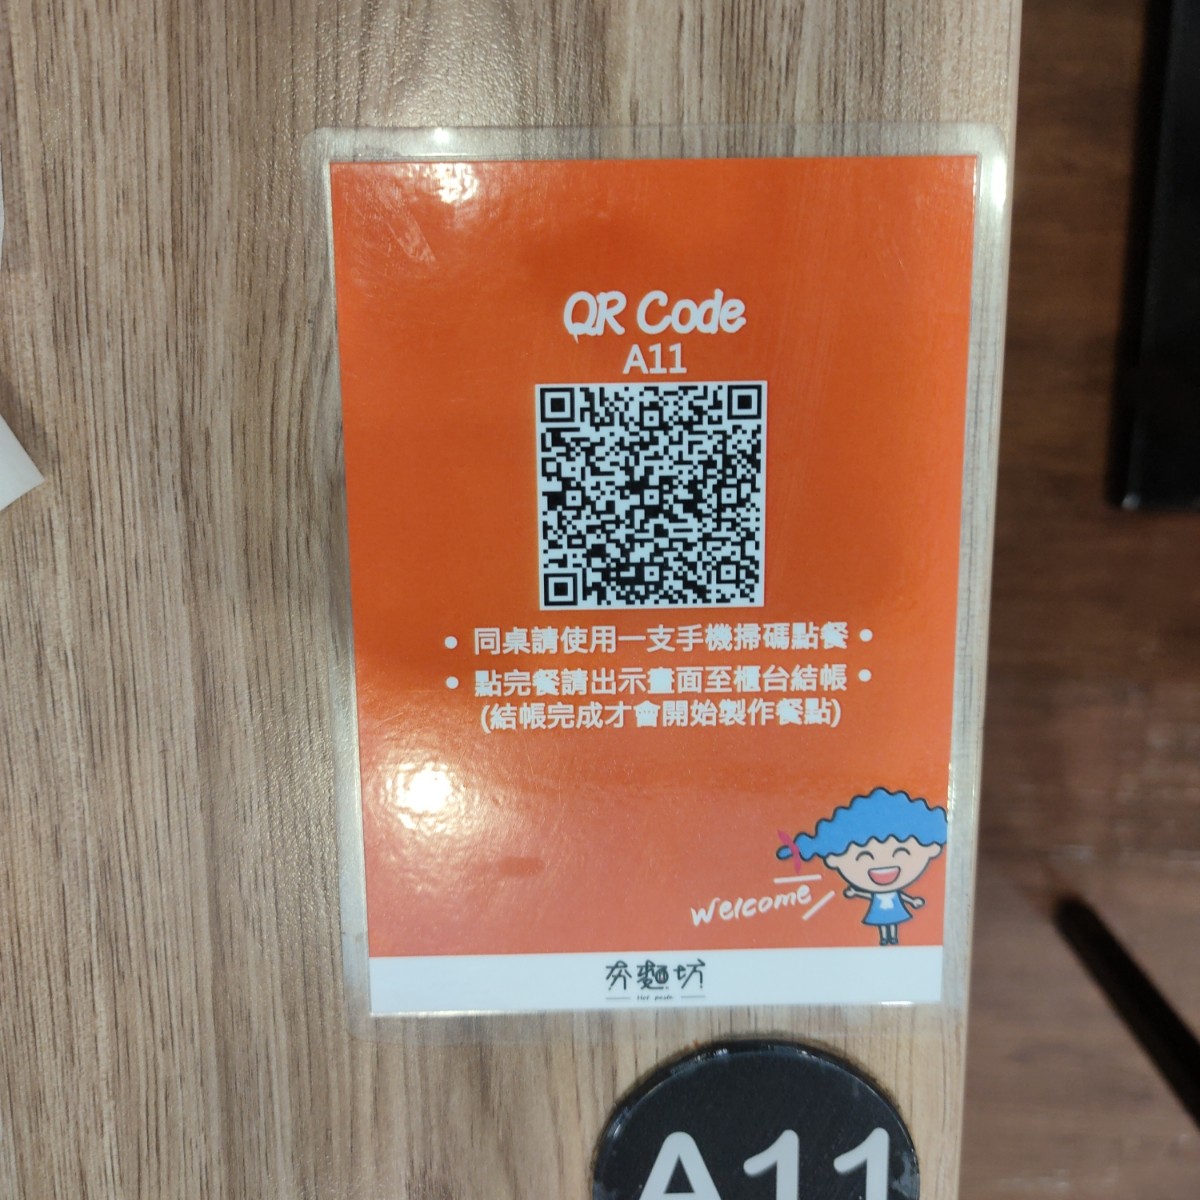 QR Code
A11
• 同桌請使用一支手機掃碼點餐 •
• 點完餐請出示畫面至櫃台結帳 •
(結帳完成才會開始製作餐點)
Welcome
夯麵坊
A11